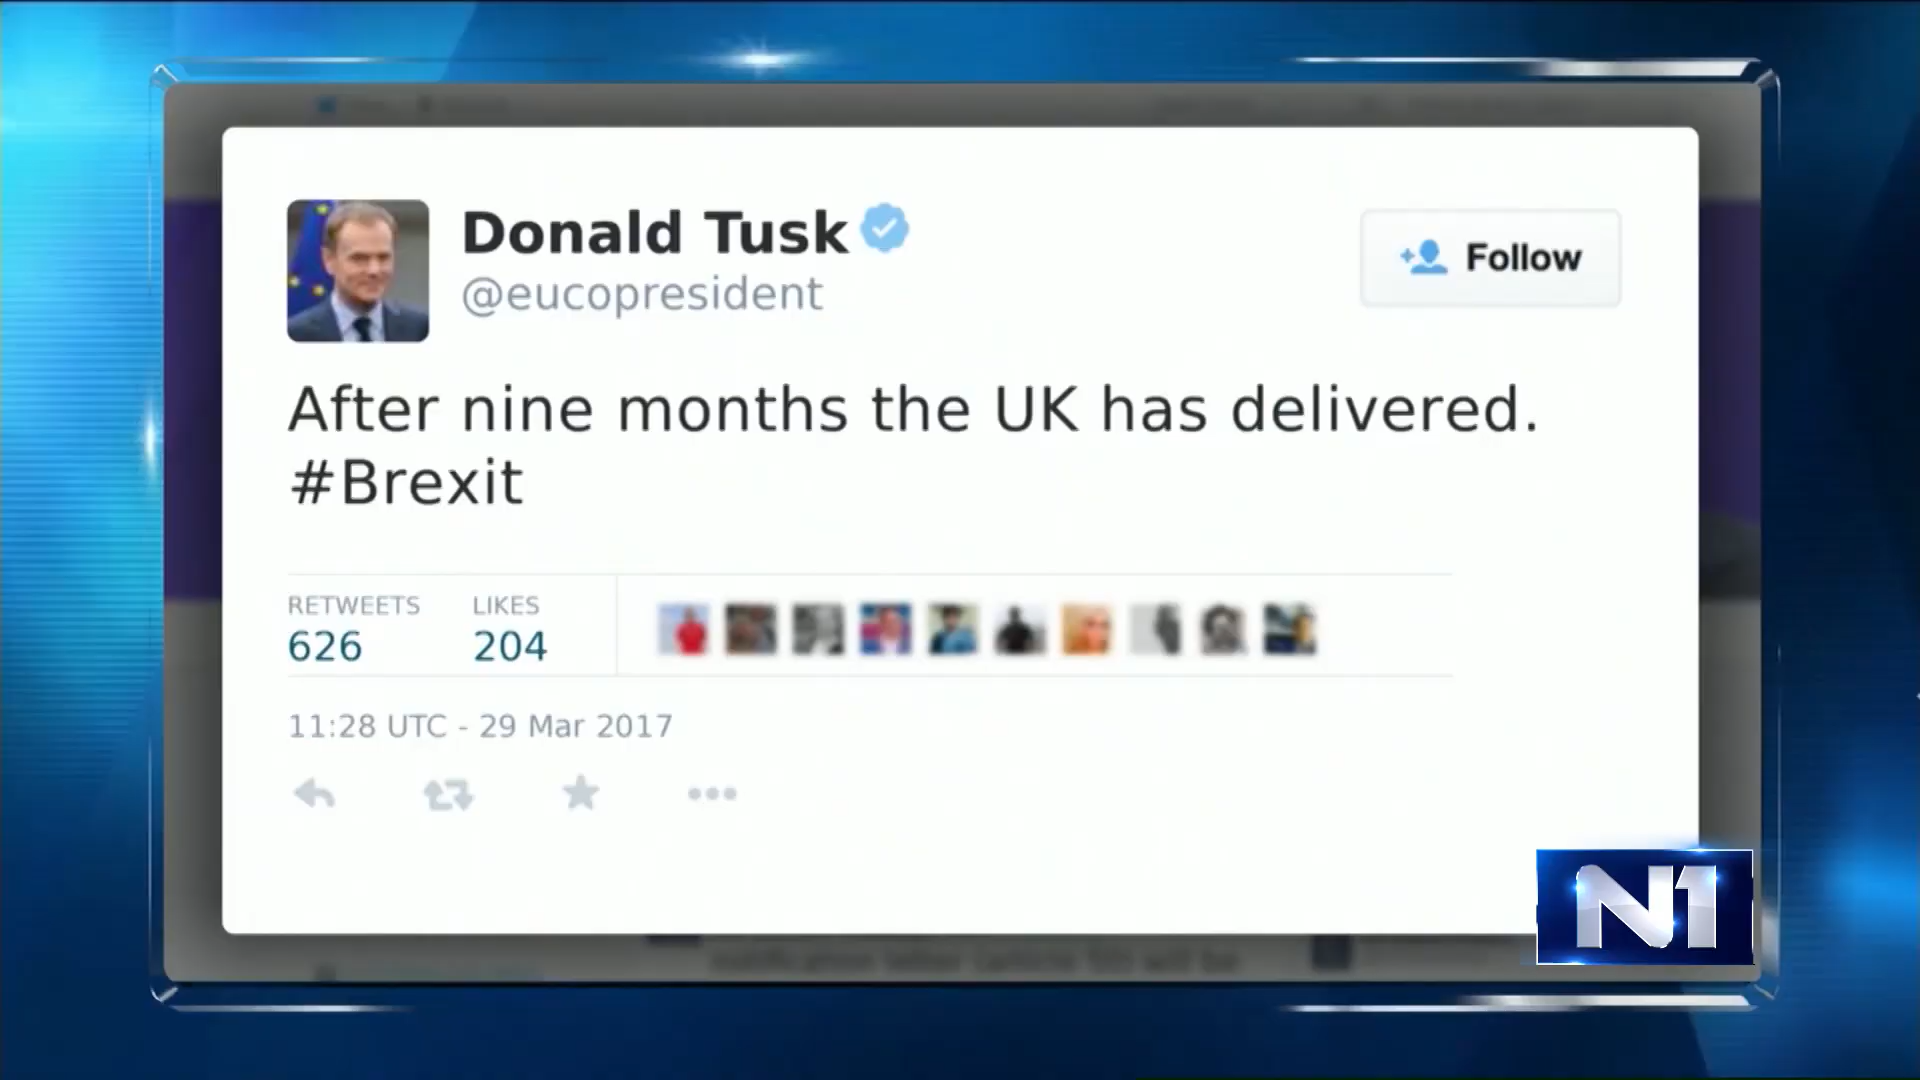 Donald Tusk
@eucopresident
Follow
After nine months the UK has delivered.
#Brexit
RETWEETS LIKES
626 204
11:28 UTC - 29 Mar 2017
N1